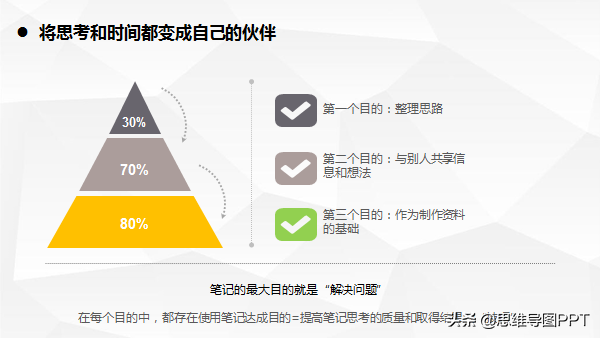 ● 将思考和时间都变成自己的伙伴
30%
70%
80%
第一个目的：整理思路
第二个目的：与别人共享信
息和想法
第三个目的：作为制作资料
的基础
笔记的最大目的就是“解决问题”
在每个目的中，都存在使用笔记达成目的=提高笔记思考的质量和取得结
头条@思维导图PPT